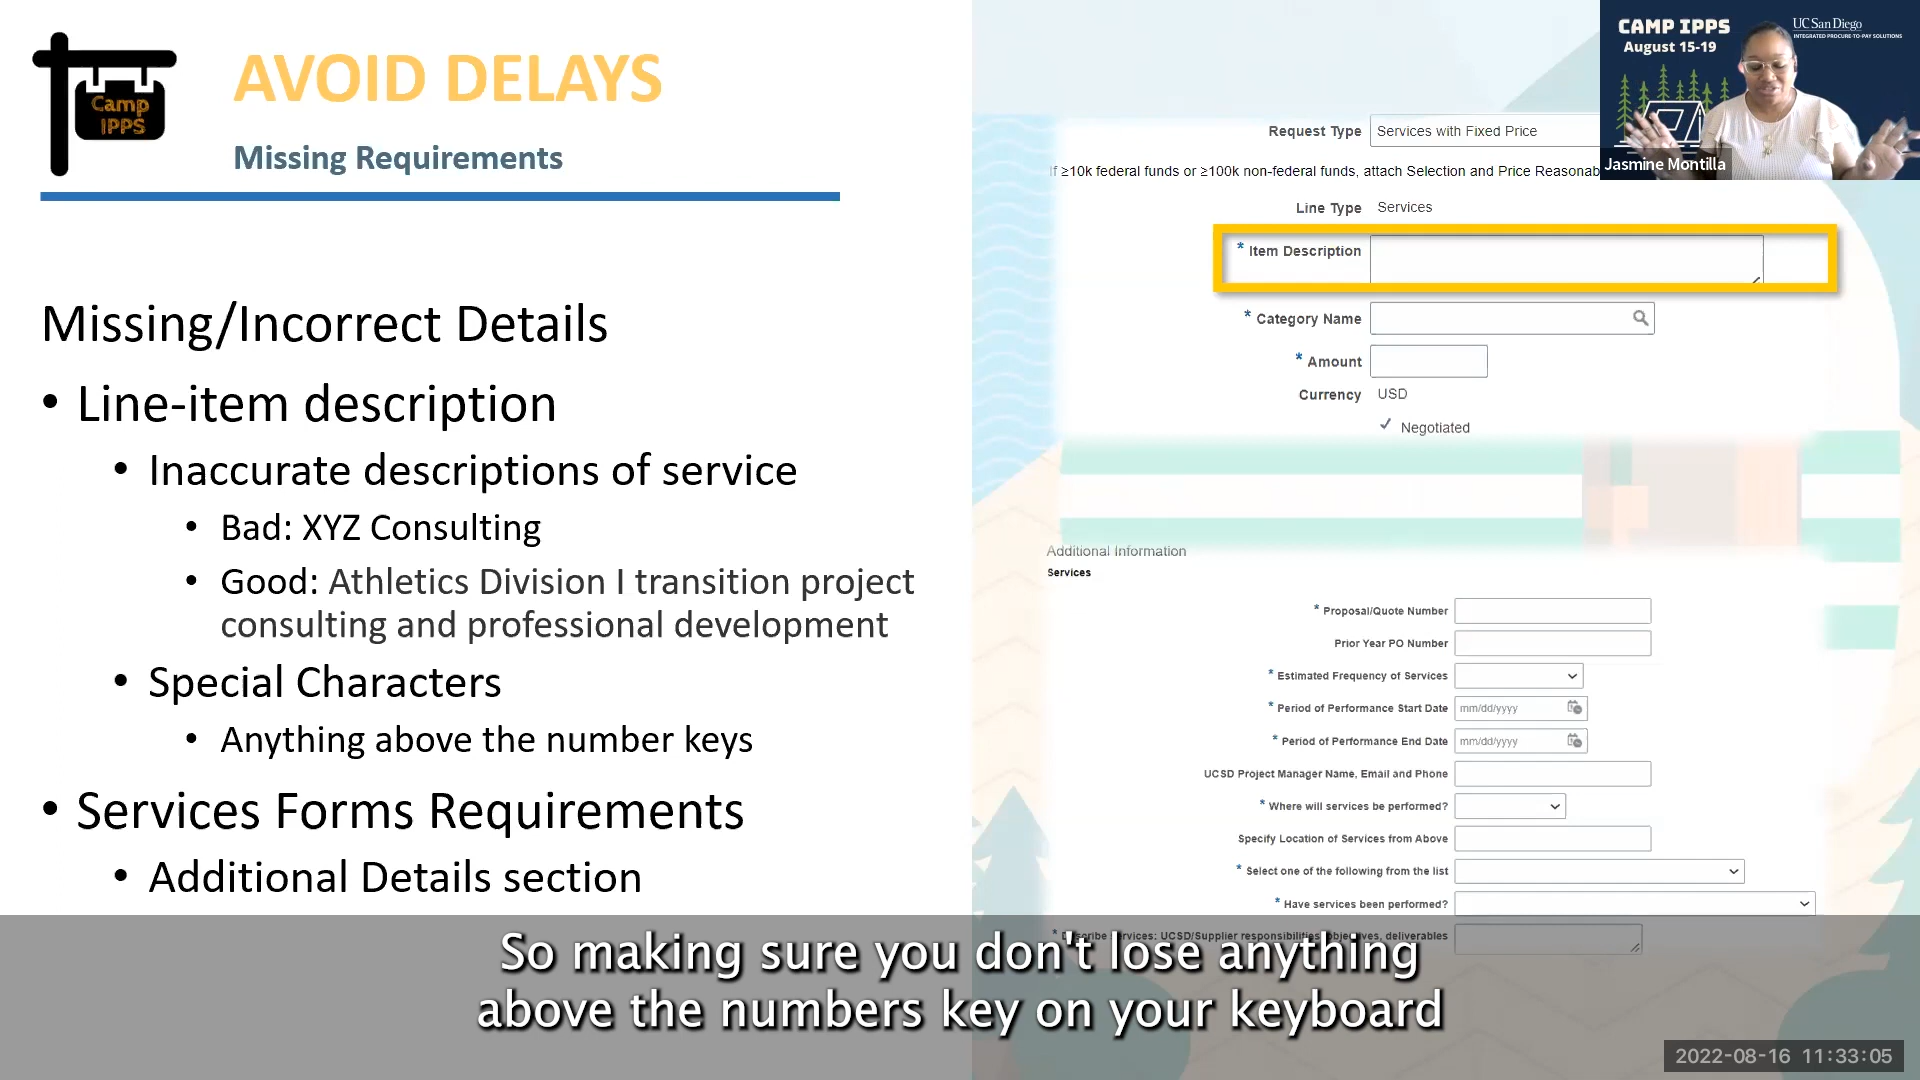 Camp
IPPS
AVOID DELAYS
Missing Requirements
Missing/Incorrect Details
• Line-item description
• Inaccurate descriptions of service
• Bad: XYZ Consulting
• Good: Athletics Division I transition project
consulting and professional development
• Special Characters
• Anything above the number keys
• Services Forms Requirements
• Additional Details section
CAMP IPPS
August 15-19
UC San Diego
INTEGRATED PROCURE-TO-PAY SOLUTIONS
Jasmine Montilla
Request Type Services with Fixed Price
If ≥10k federal funds or ≥100k non-federal funds, attach Selection and Price Reasonab
Line Type Services
* Item Description
* Category Name
* Amount
Currency USD
✓ Negotiated
Additional Information
Services
* Proposal/Quote Number
Prior Year PO Number
* Estimated Frequency of Services
* Period of Performance Start Date mm/dd/yyyy
* Period of Performance End Date mm/dd/yyyy
UCSD Project Manager Name, Email and Phone
* Where will services be performed?
Specify Location of Services from Above
* Select one of the following from the list
* Have services been performed?
* Describe Services: UCSD/Supplier responsibilities, objectives, deliverables
So making sure you don't lose anything
above the numbers key on your keyboard
2022-08-16 11:33:05